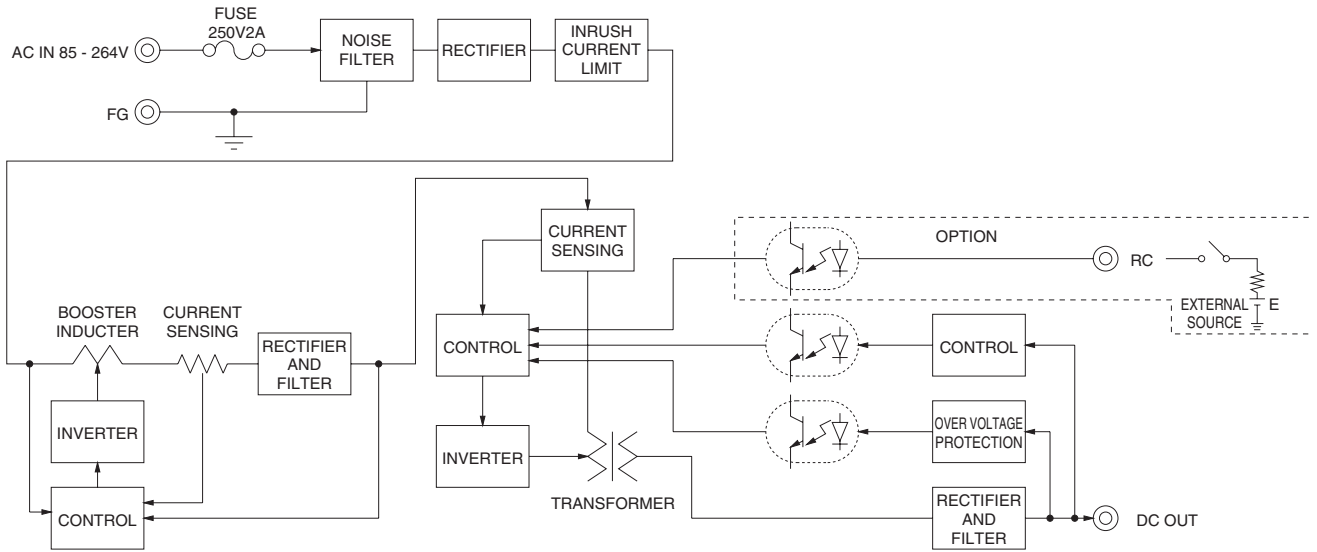 FUSE
250V2A
AC IN 85 - 264V
NOISE
FILTER
RECTIFIER
INRUSH
CURRENT
LIMIT
FG
CURRENT
SENSING
OPTION
RC
EXTERNAL
SOURCE
E
BOOSTER
INDUCTER
CURRENT
SENSING
RECTIFIER
AND
FILTER
CONTROL
CONTROL
INVERTER
INVERTER
OVER VOLTAGE
PROTECTION
TRANSFORMER
CONTROL
RECTIFIER
AND
FILTER
DC OUT